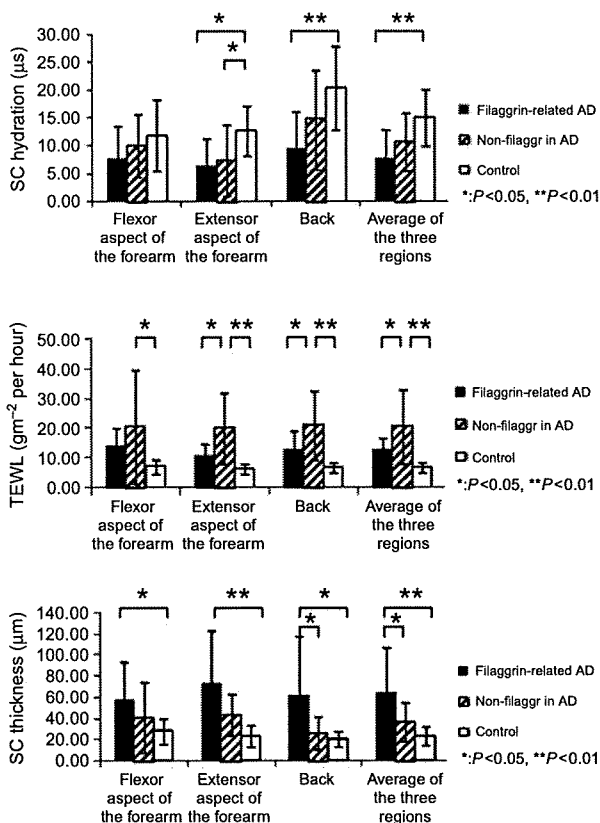 SC hydration (µs)
35.00
30.00
25.00
20.00
15.00
10.00
5.00
0.00
*
*
**
**
Flexor aspect of the forearm
Extensor aspect of the forearm
Back
Average of the three regions
Filaggrin-related AD
Non-filaggr in AD
Control
*:P<0.05, **P<0.01
TEWL (gm⁻² per hour)
50.00
40.00
30.00
20.00
10.00
0.00
*
* **
* **
* **
Flexor aspect of the forearm
Extensor aspect of the forearm
Back
Average of the three regions
Filaggrin-related AD
Non-filaggr in AD
Control
*:P<0.05, **P<0.01
SC thickness (µm)
140.00
120.00
100.00
80.00
60.00
40.00
20.00
0.00
*
**
*
*
**
*
Flexor aspect of the forearm
Extensor aspect of the forearm
Back
Average of the three regions
Filaggrin-related AD
Non-filaggr in AD
Control
*:P<0.05, **P<0.01